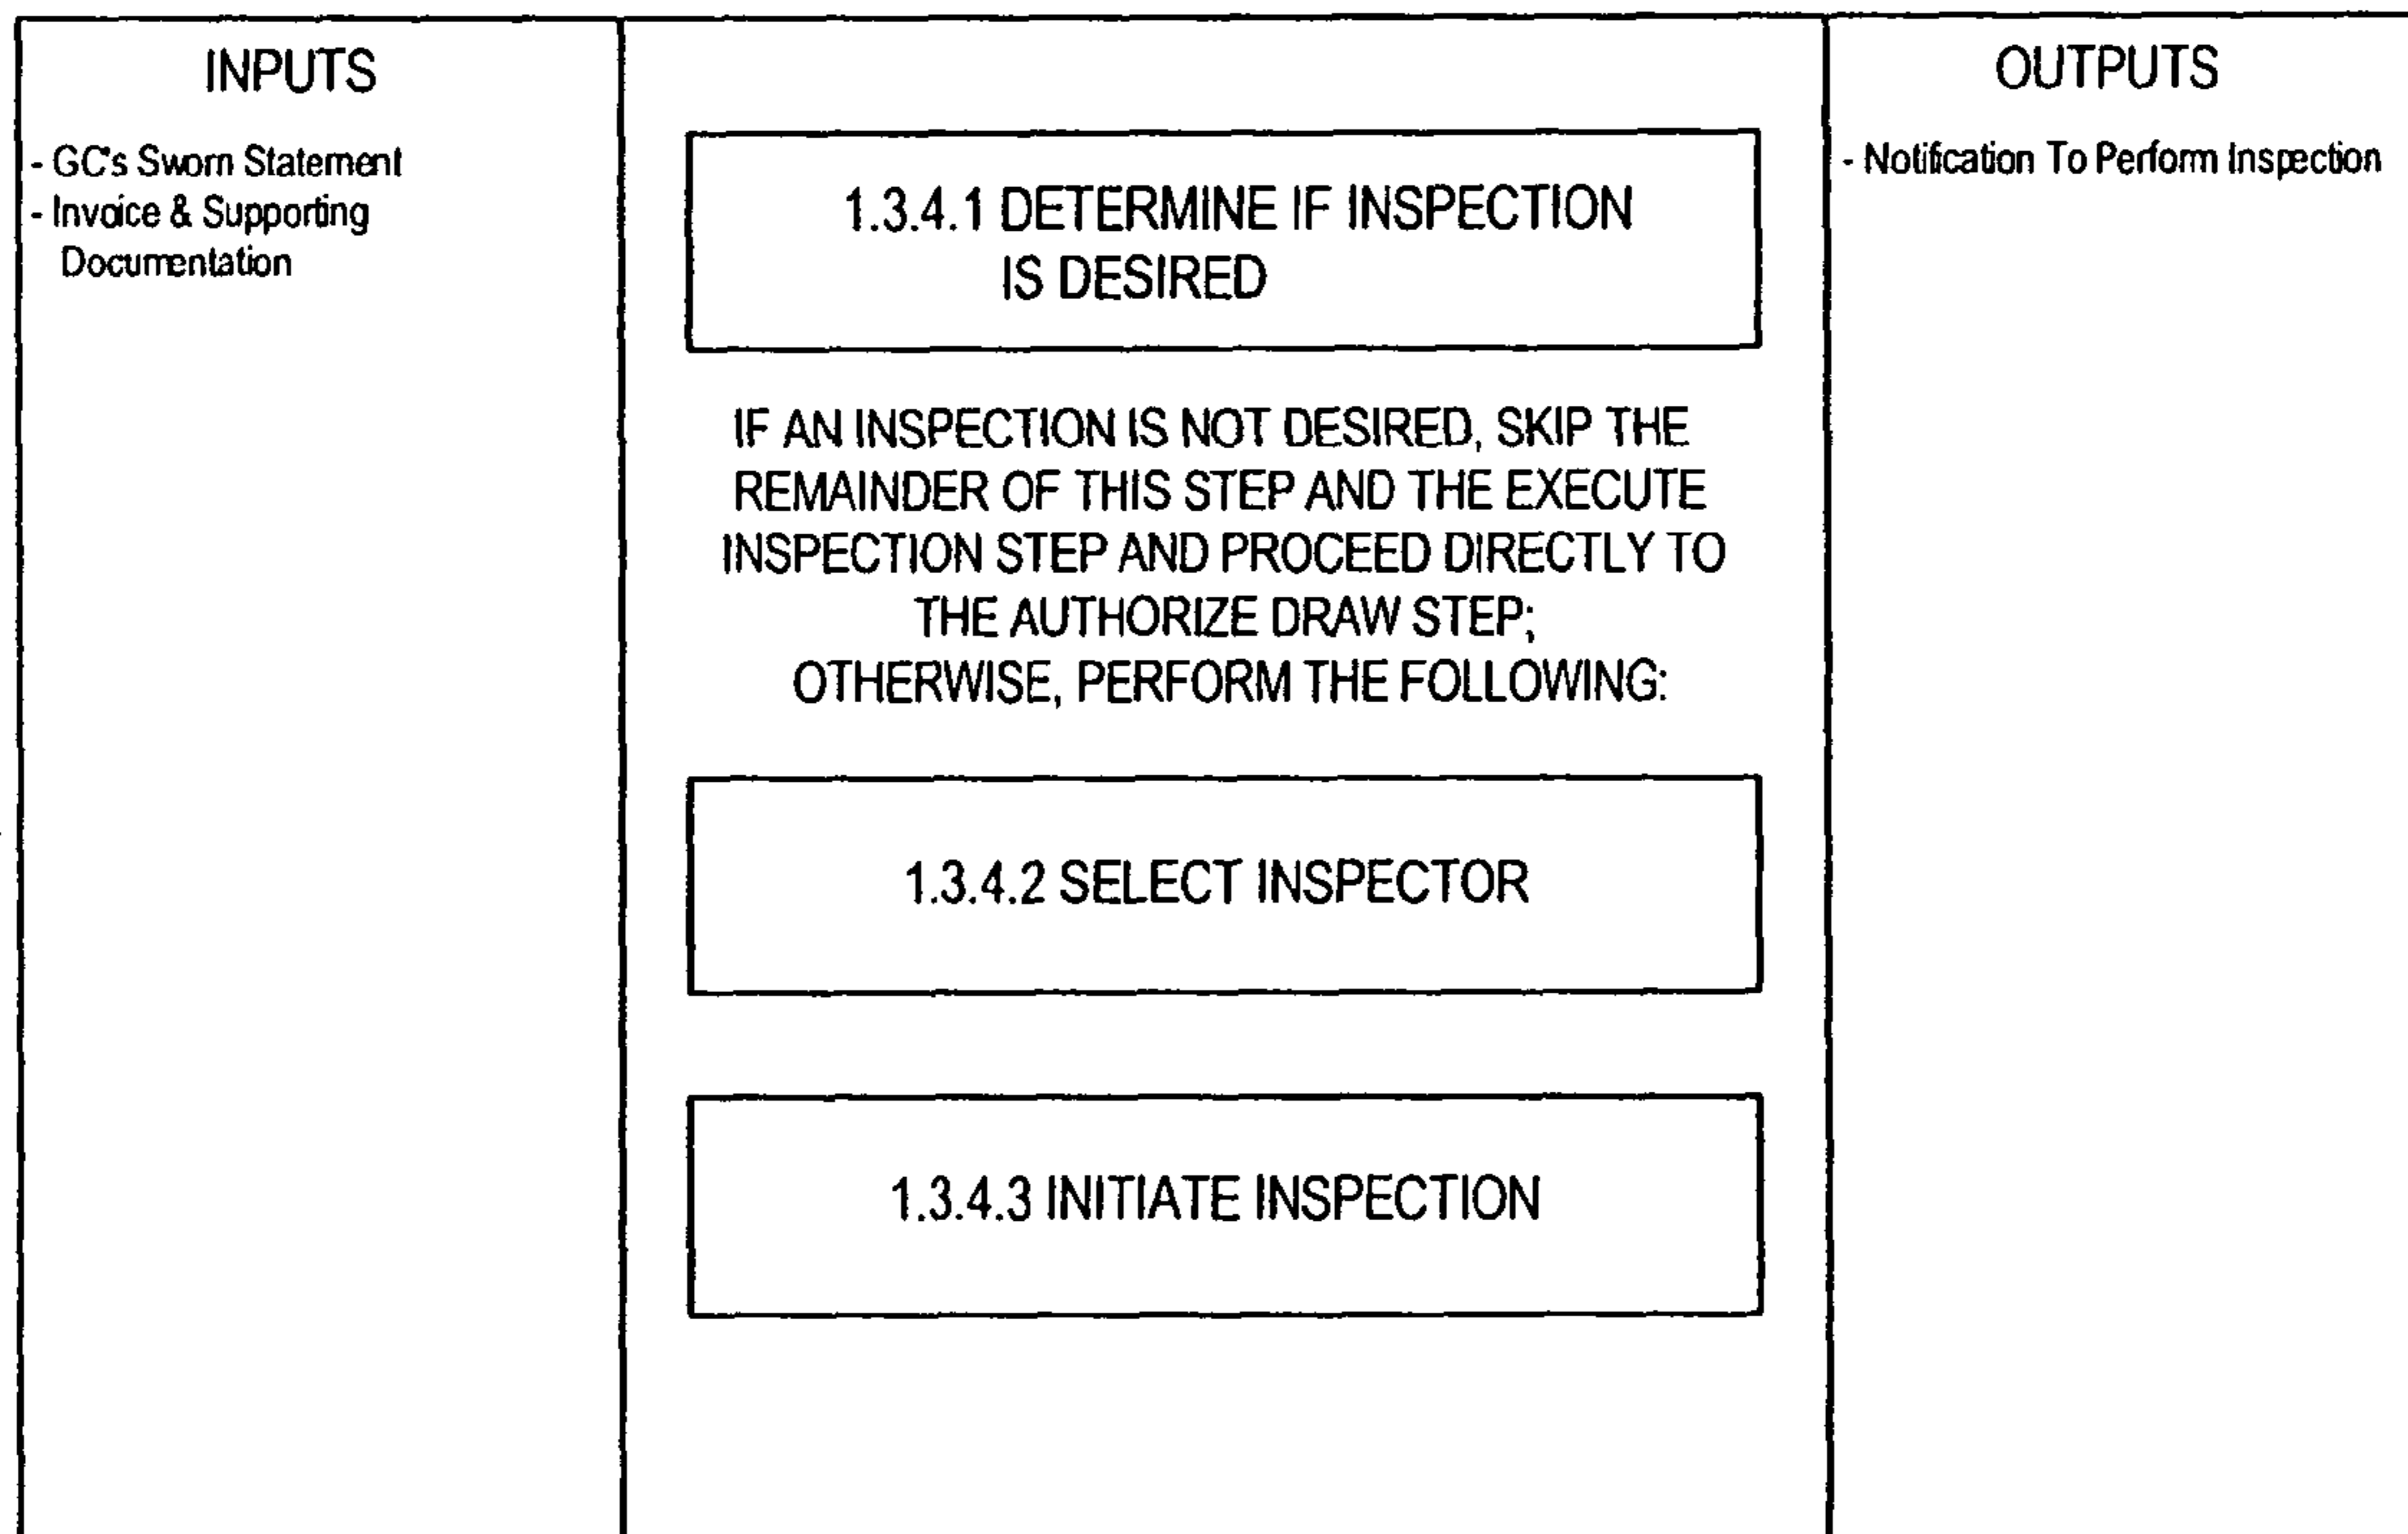 INPUTS
- GC's Sworn Statement
- Invoice & Supporting
Documentation
1.3.4.1 DETERMINE IF INSPECTION
IS DESIRED
IF AN INSPECTION IS NOT DESIRED, SKIP THE
REMAINDER OF THIS STEP AND THE EXECUTE
INSPECTION STEP AND PROCEED DIRECTLY TO
THE AUTHORIZE DRAW STEP;
OTHERWISE, PERFORM THE FOLLOWING:
1.3.4.2 SELECT INSPECTOR
1.3.4.3 INITIATE INSPECTION
OUTPUTS
- Notification To Perform Inspection